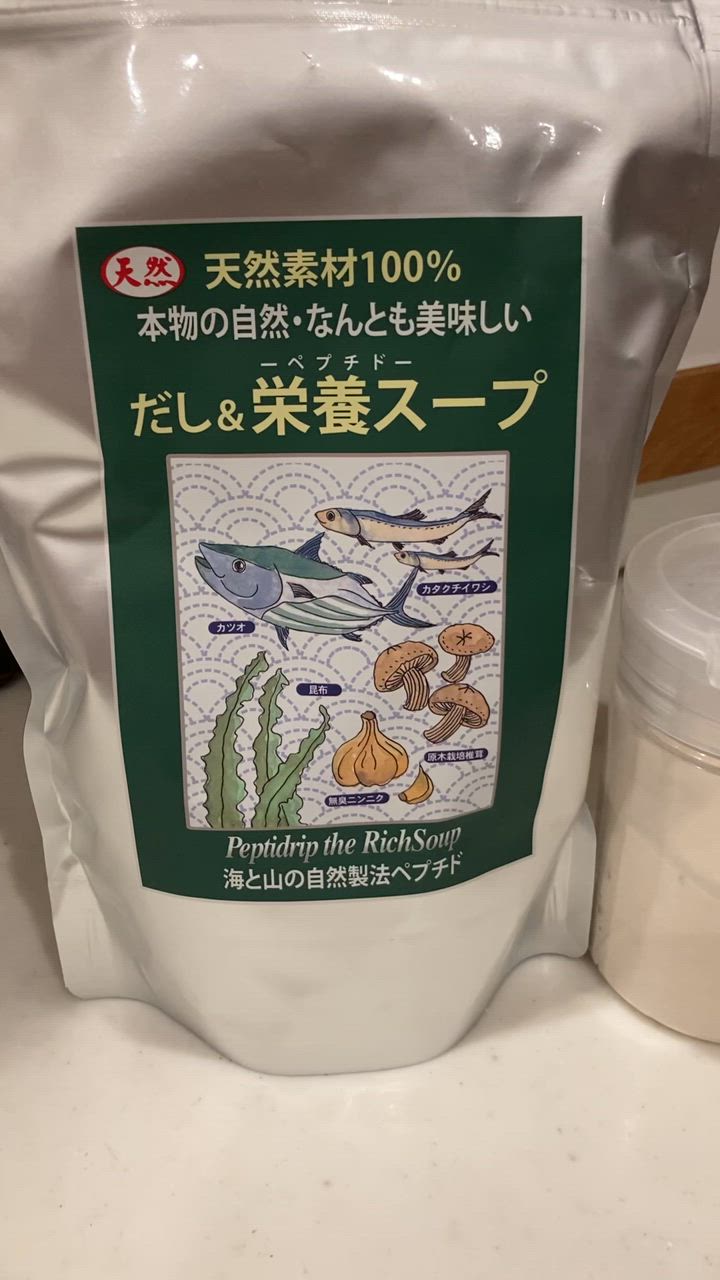 天然
天然素材100%
本物の自然・なんとも美味しい
ーペプチドー
だし&栄養スープ
カタクチイワシ
カツオ
昆布
原木栽培椎茸
無臭ニンニク
Peptidrip the RichSoup
海と山の自然製法ペプチド